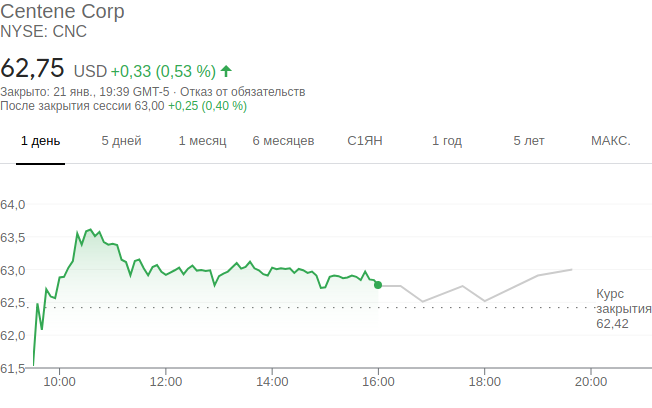 Centene Corp
NYSE: CNC
62,75 USD +0,33 (0,53 %)
Закрыто: 21 янв., 19:39 GMT-5 · Отказ от обязательств
После закрытия сессии 63,00 +0,25 (0,40 %)
1 день 5 дней 1 месяц 6 месяцев С1ЯН 1 год 5 лет МАКС.
64,0
63,5
63,0
62,5
62,0
61,5
Курс
закрытия
62,42
10:00 12:00 14:00 16:00 18:00 20:00